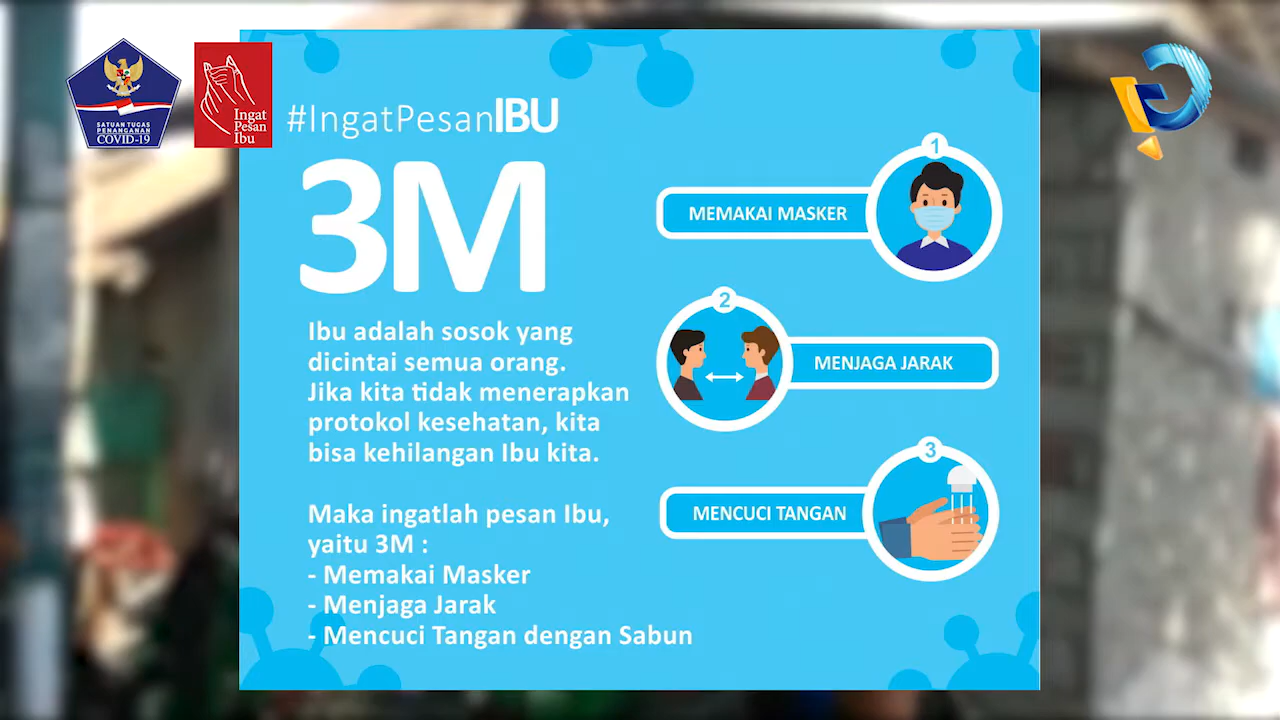 SATUAN TUGAS
PENANGANAN
COVID-19
Ingat
Pesan
Ibu
#IngatPesanIBU
3M
Ibu adalah sosok yang
dicintai semua orang.
Jika kita tidak menerapkan
protokol kesehatan, kita
bisa kehilangan Ibu kita.
Maka ingatlah pesan Ibu,
yaitu 3M :
- Memakai Masker
- Menjaga Jarak
- Mencuci Tangan dengan Sabun
1
MEMAKAI MASKER
2
MENJAGA JARAK
3
MENCUCI TANGAN